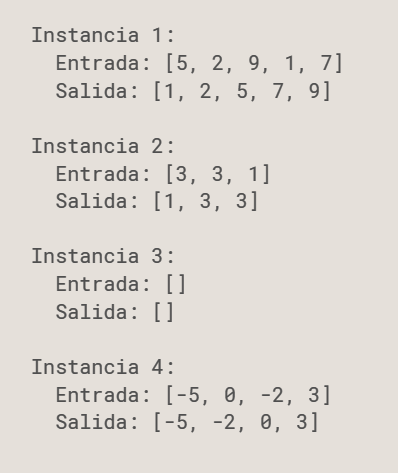 Instancia 1:
  Entrada: [5, 2, 9, 1, 7]
  Salida: [1, 2, 5, 7, 9]

Instancia 2:
  Entrada: [3, 3, 1]
  Salida: [1, 3, 3]

Instancia 3:
  Entrada: []
  Salida: []

Instancia 4:
  Entrada: [-5, 0, -2, 3]
  Salida: [-5, -2, 0, 3]